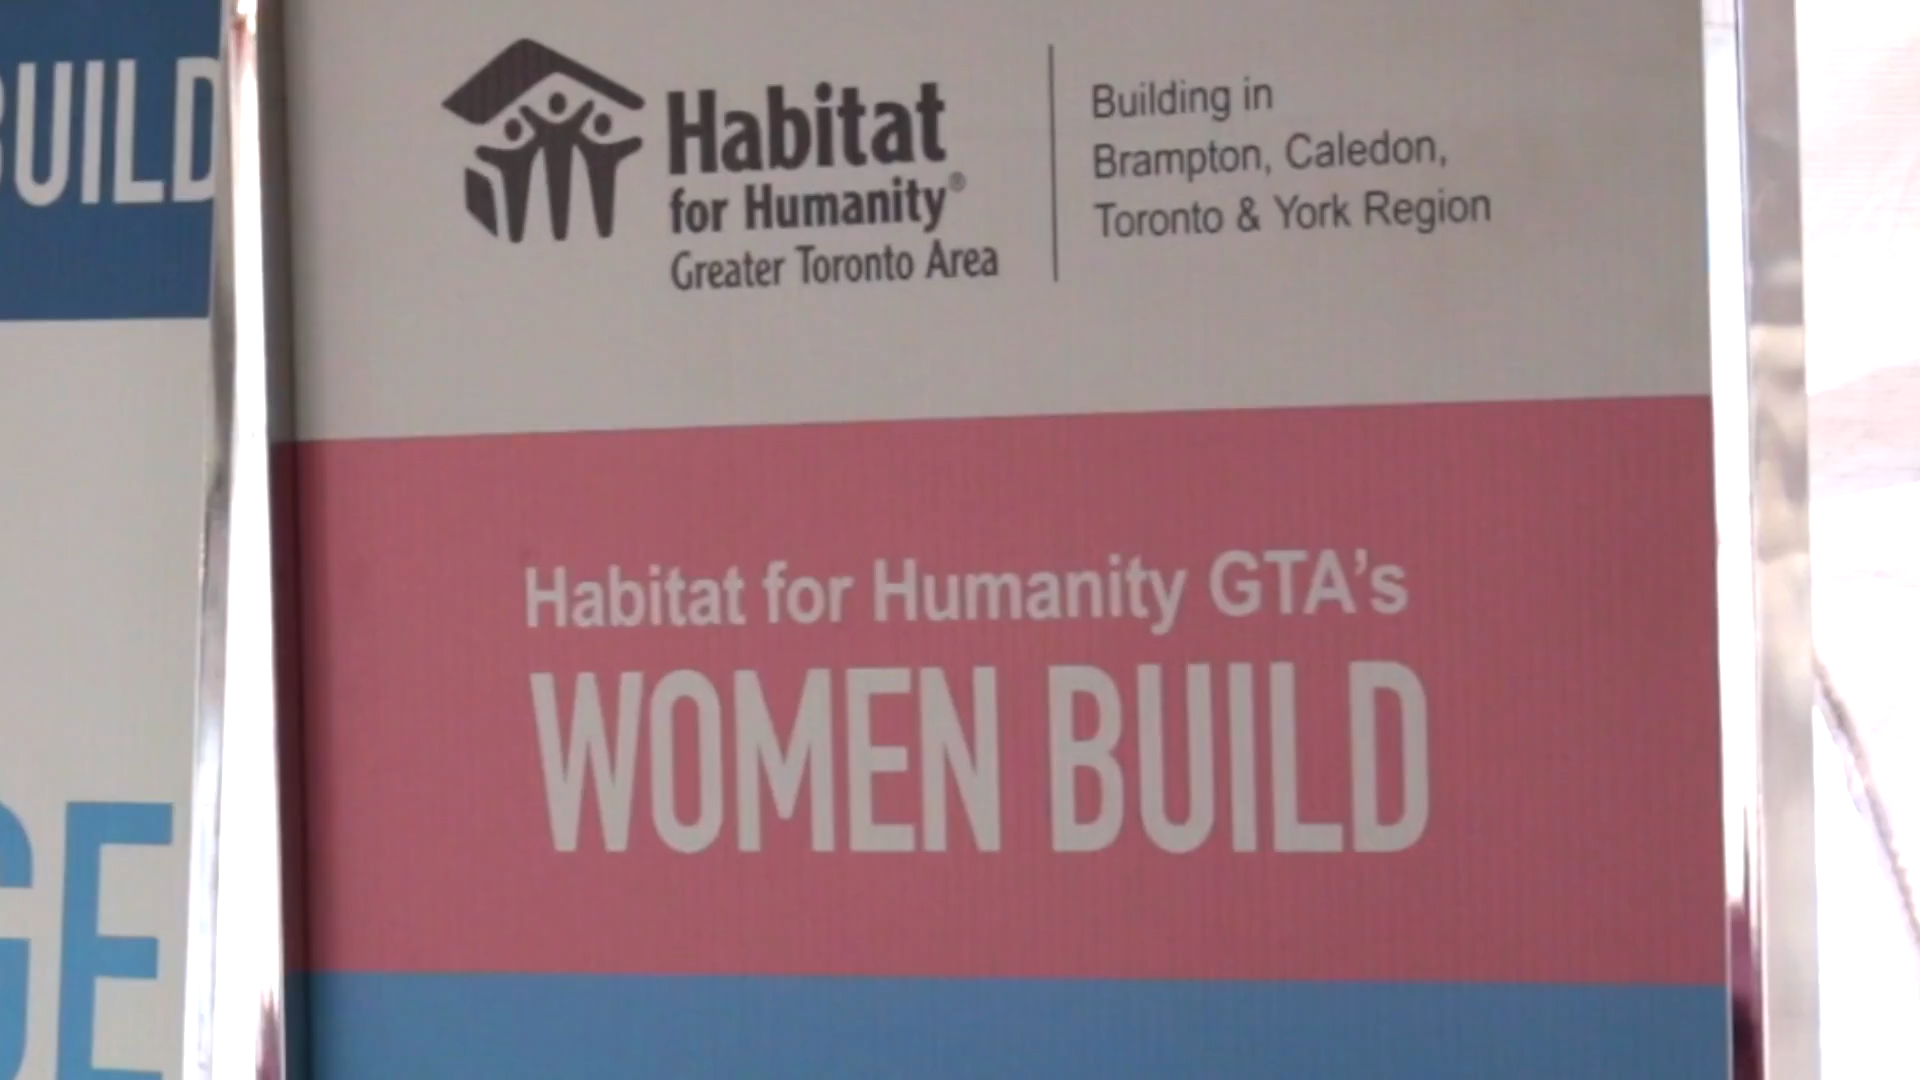 BUILD
GE
Habitat
for Humanity®
Greater Toronto Area
Building in
Brampton, Caledon,
Toronto & York Region
Habitat for Humanity GTA's
WOMEN BUILD